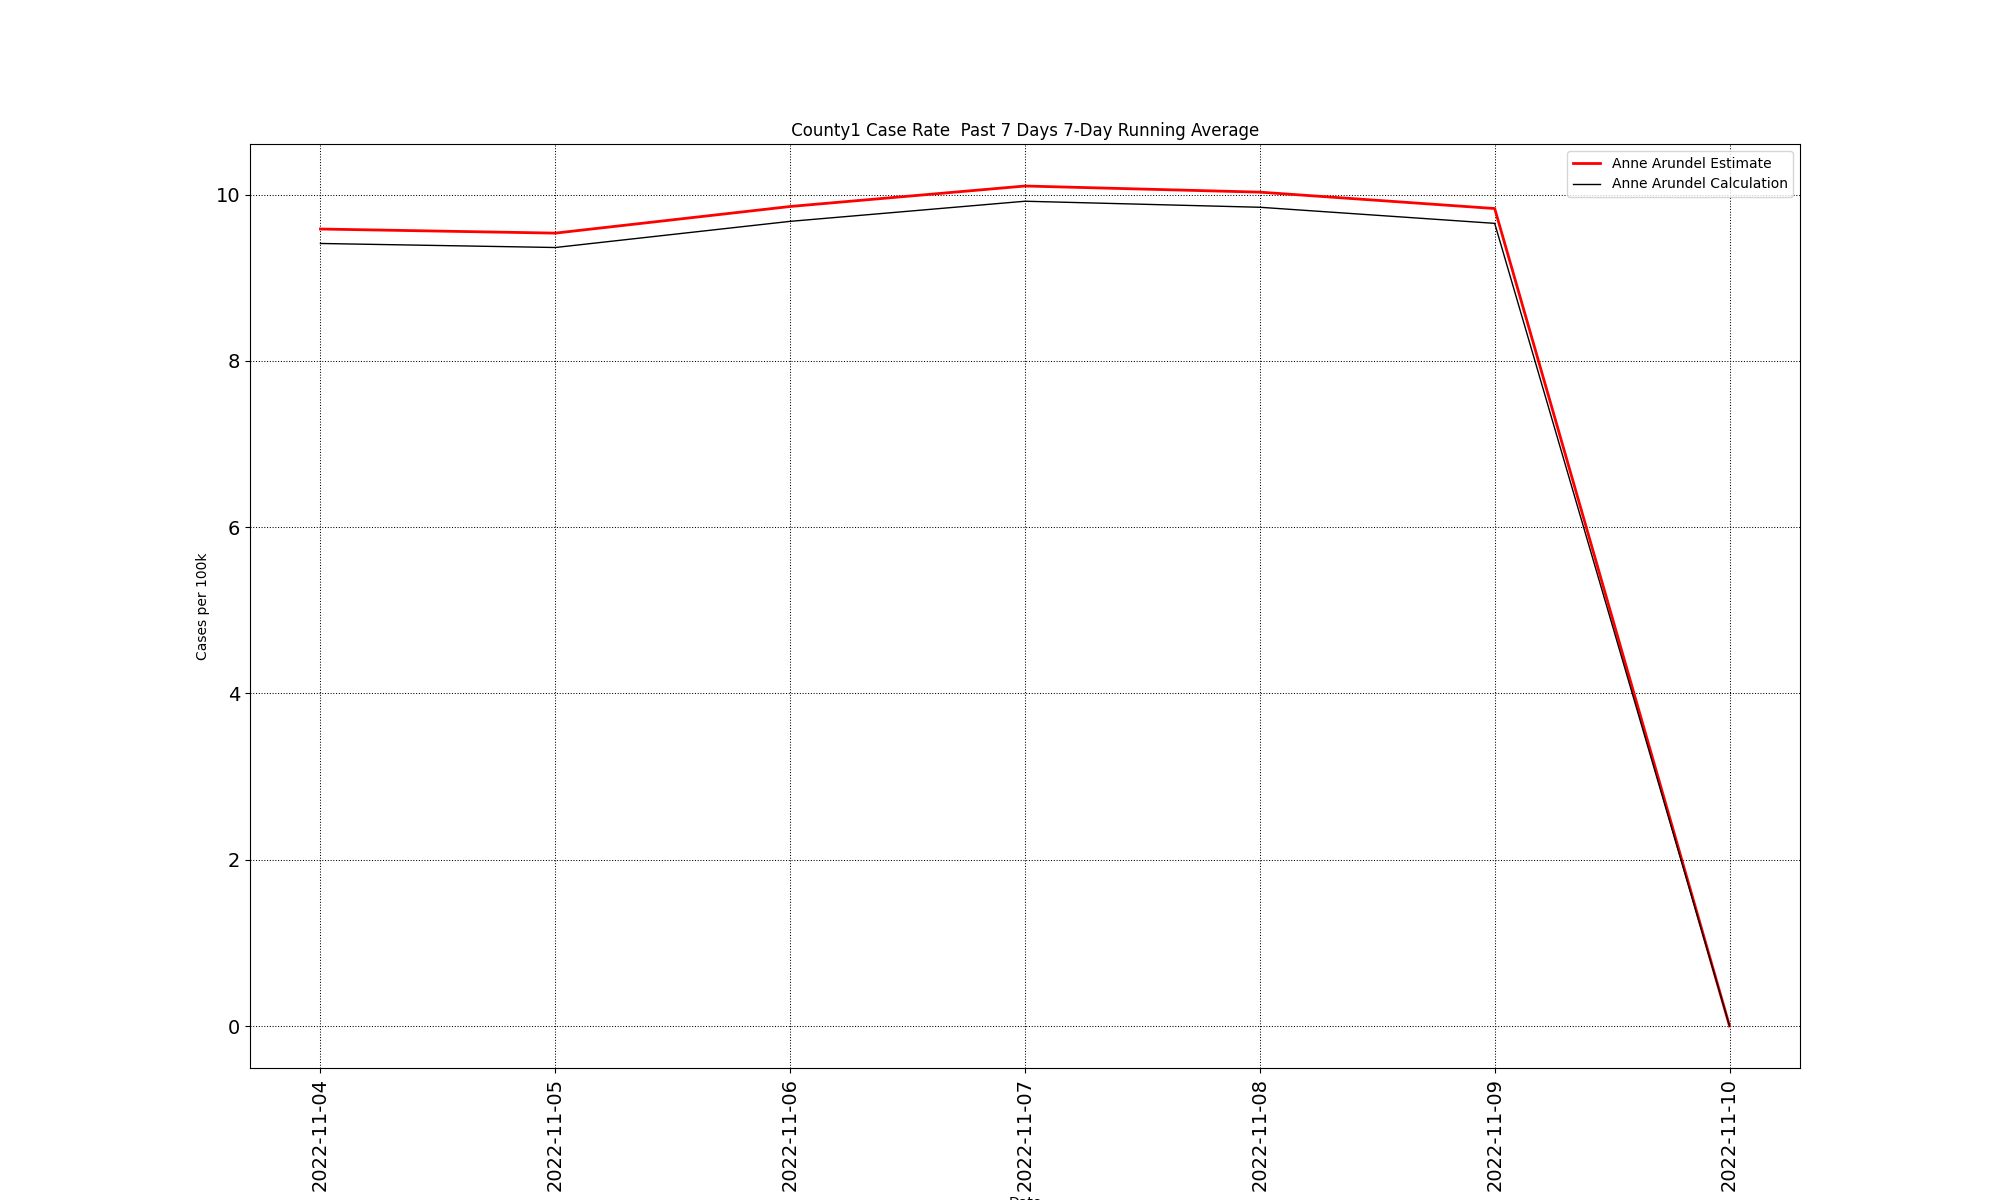 County1 Case Rate  Past 7 Days 7-Day Running Average
Anne Arundel Estimate
Anne Arundel Calculation
10
8
6
4
2
0
Cases per 100k
2022-11-04
2022-11-05
2022-11-06
2022-11-07
2022-11-08
2022-11-09
2022-11-10
Date